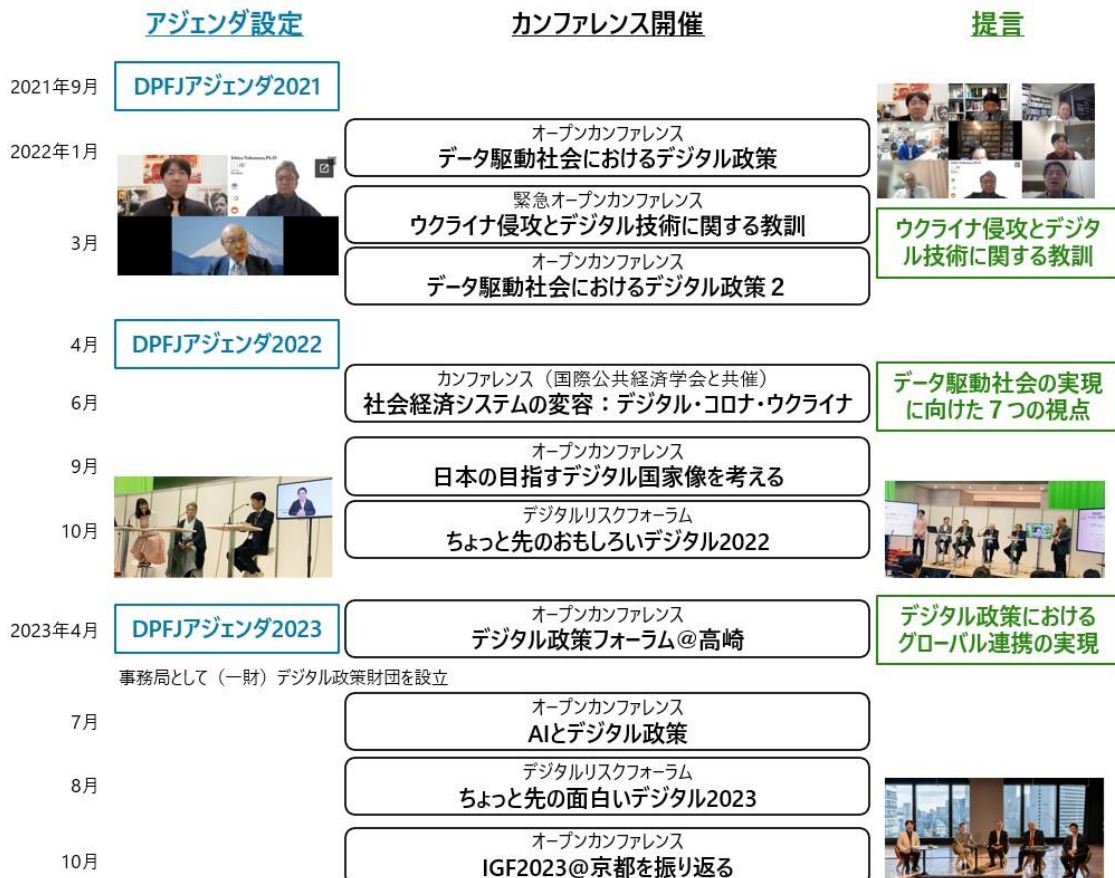 アジェンダ設定
カンファレンス開催
提言
2021年9月
DPFJアジェンダ2021
2022年1月
オープンカンファレンス
データ駆動社会におけるデジタル政策
3月
緊急オープンカンファレンス
ウクライナ侵攻とデジタル技術に関する教訓
ウクライナ侵攻とデジタ
ル技術に関する教訓
オープンカンファレンス
データ駆動社会におけるデジタル政策2
4月
DPFJアジェンダ2022
6月
カンファレンス（国際公共経済学会と共催）
社会経済システムの変容：デジタル・コロナ・ウクライナ
データ駆動社会の実現
に向けた７つの視点
9月
オープンカンファレンス
日本の目指すデジタル国家像を考える
10月
デジタルリスクフォーラム
ちょっと先のおもしろいデジタル2022
2023年4月
DPFJアジェンダ2023
オープンカンファレンス
デジタル政策フォーラム＠高崎
デジタル政策における
グローバル連携の実現
事務局として（一財）デジタル政策財団を設立
7月
オープンカンファレンス
AIとデジタル政策
8月
デジタルリスクフォーラム
ちょっと先の面白いデジタル2023
10月
オープンカンファレンス
IGF2023@京都を振り返る